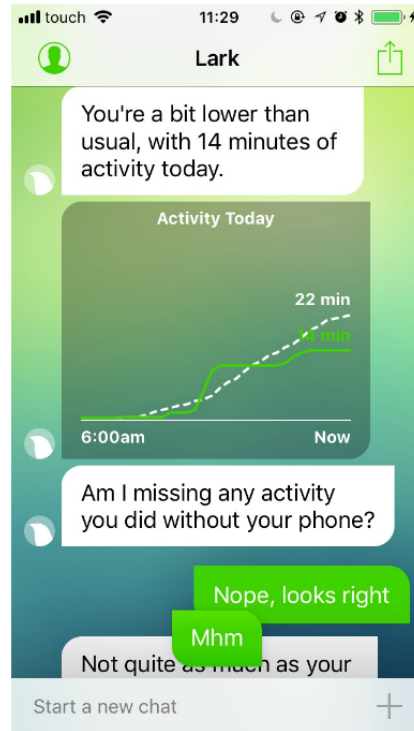 touch
11:29
Lark
You're a bit lower than
usual, with 14 minutes of
activity today.
Activity Today
22 min
14 min
6:00am
Now
Am I missing any activity
you did without your phone?
Nope, looks right
Mhm
Not quite as much as your
Start a new chat